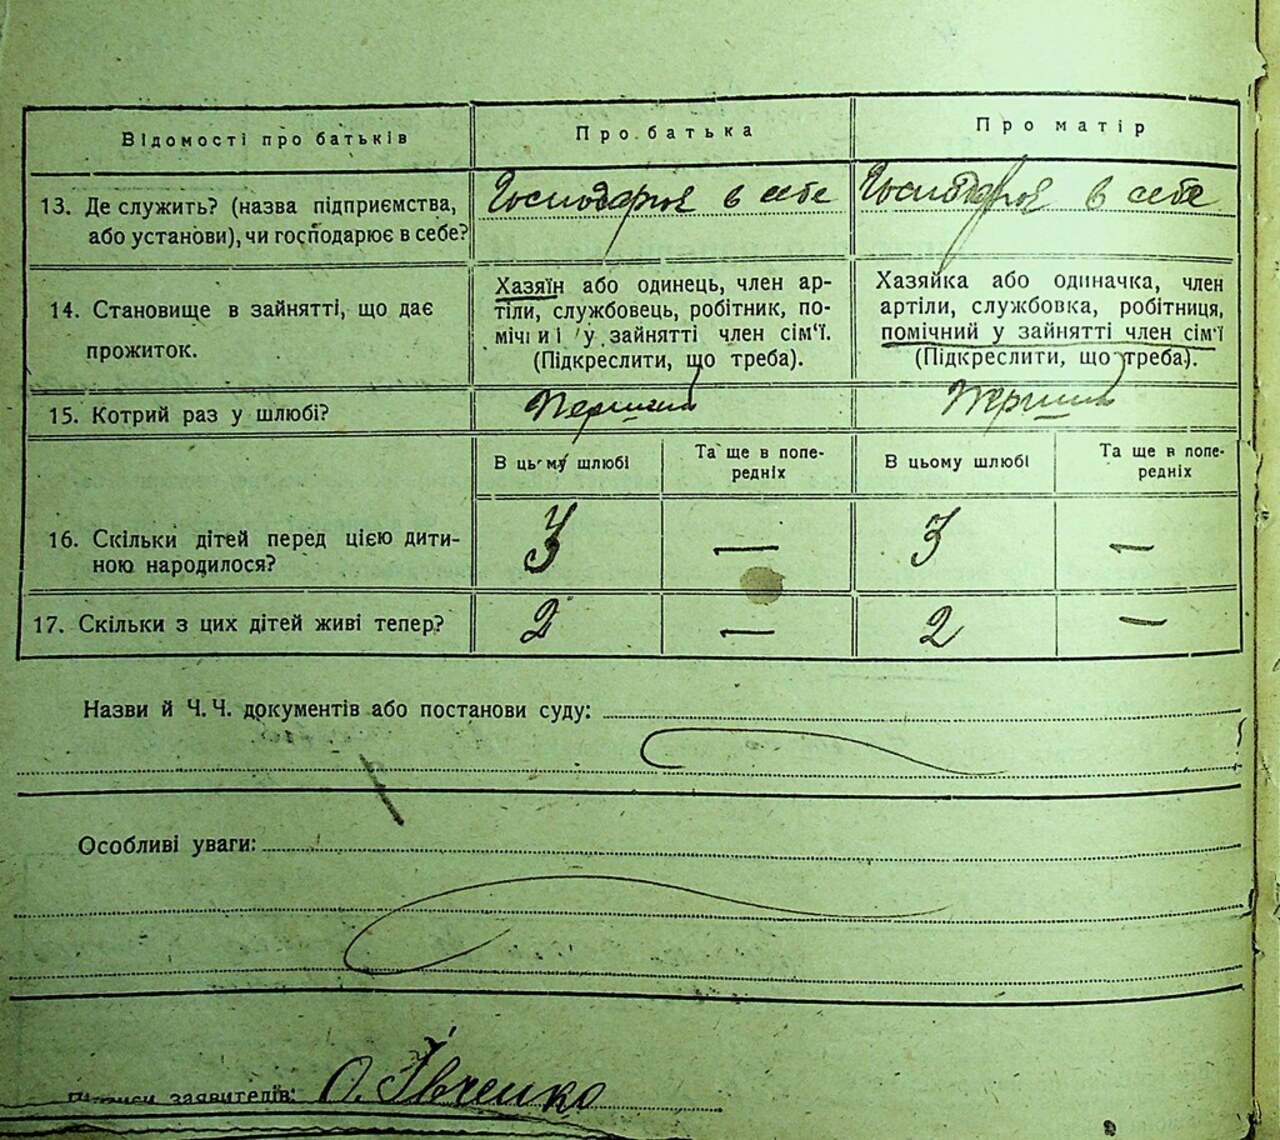 Відомості про батьків
Про батька
Про матір
13. Де служить? (назва підприємства,
або установи), чи господарює в себе?
Господарює в себе
Господарює в себе
14. Становище в зайнятті, що дає
прожиток.
Хазяїн або одинець, член ар-
тіли, службовець, робітник, по-
мічний у зайнятті член сім'ї.
(Підкреслити, що треба).
Хазяйка або одиначка, член
артіли, службовка, робітниця,
помічний у зайнятті член сім'ї
(Підкреслити, що треба).
15. Котрий раз у шлюбі?
Перший
Перший
В цьому шлюбі
Та ще в попе-
редніх
В цьому шлюбі
Та ще в попе-
редніх
16. Скільки дітей перед цією дити-
ною народилося?
3
—
3
—
17. Скільки з цих дітей живі тепер?
2
—
2
—
Назви й Ч. Ч. документів або постанови суду:
Особливі уваги:
Підписи заявителів: О. Івченко